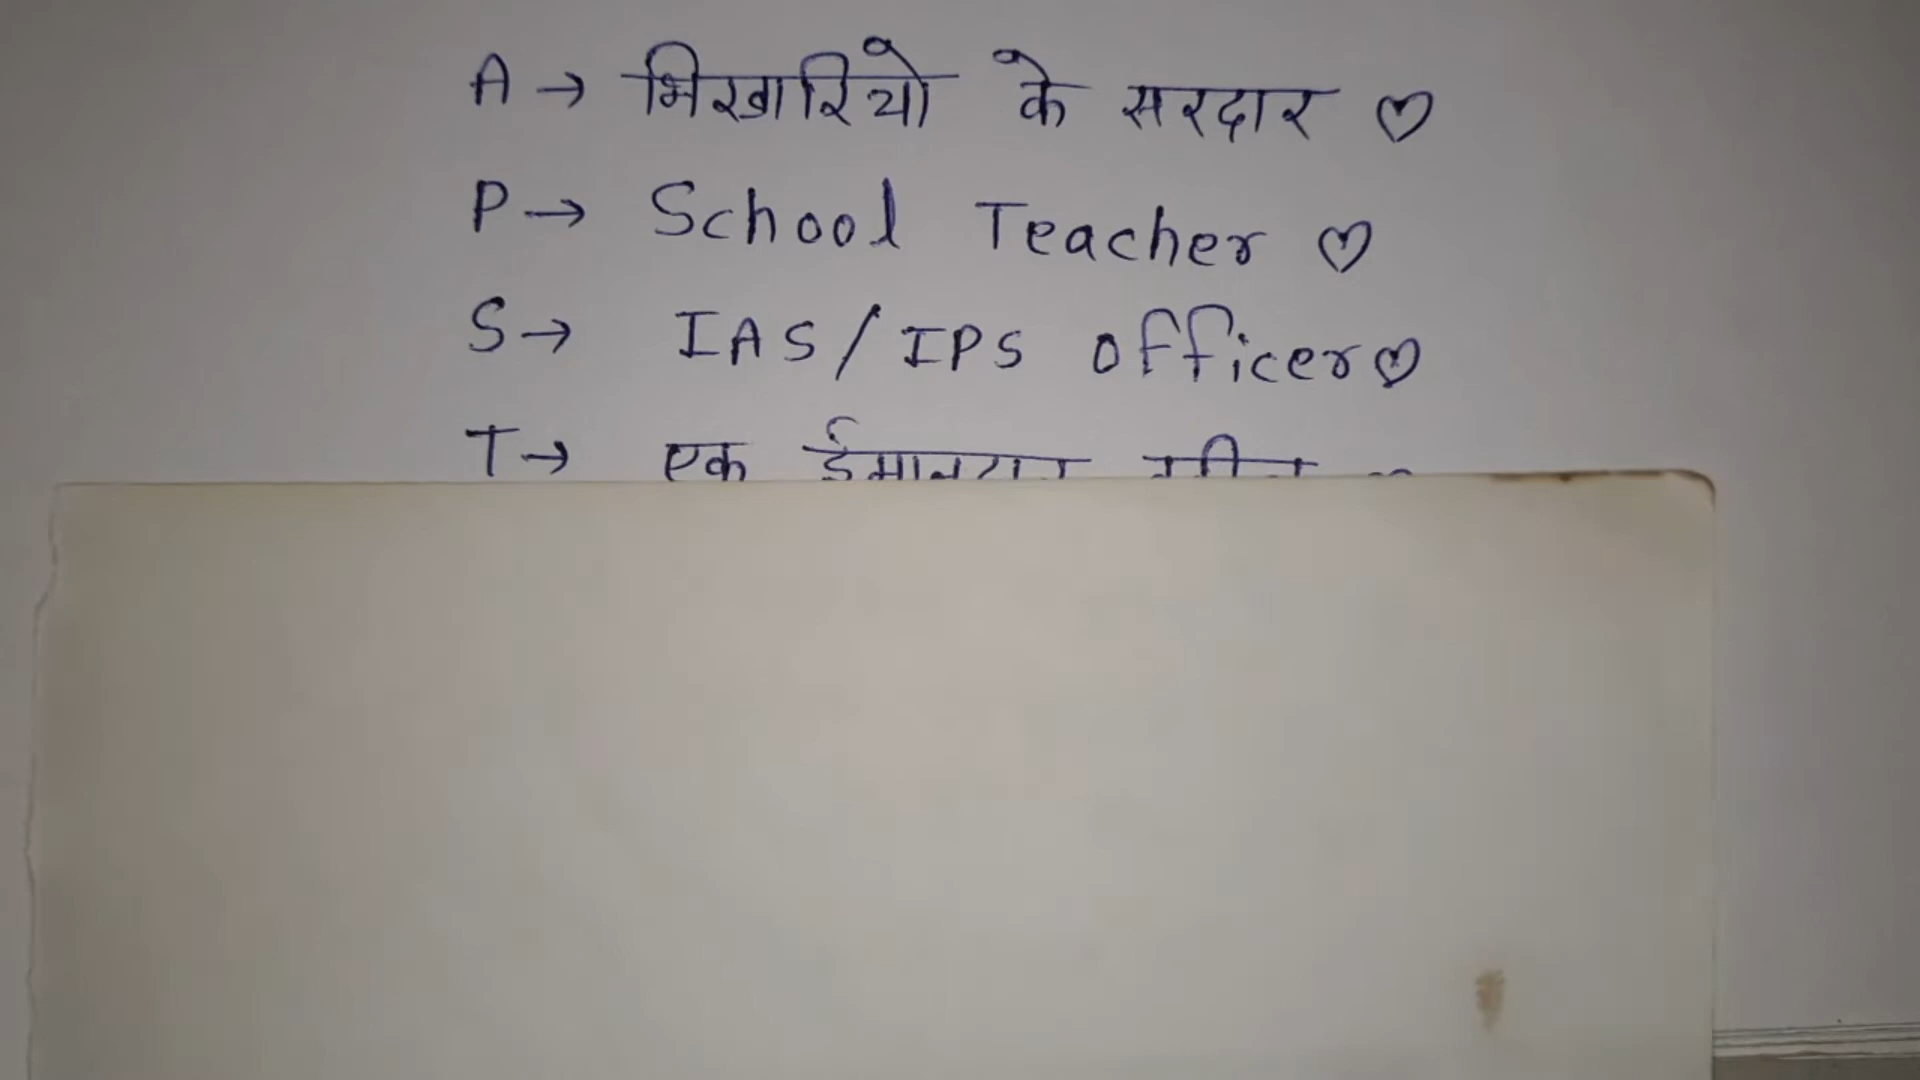 A → भिखारियो के सरदार ♡
P → School Teacher ♡
S → IAS/IPS officer ♡
T → एक